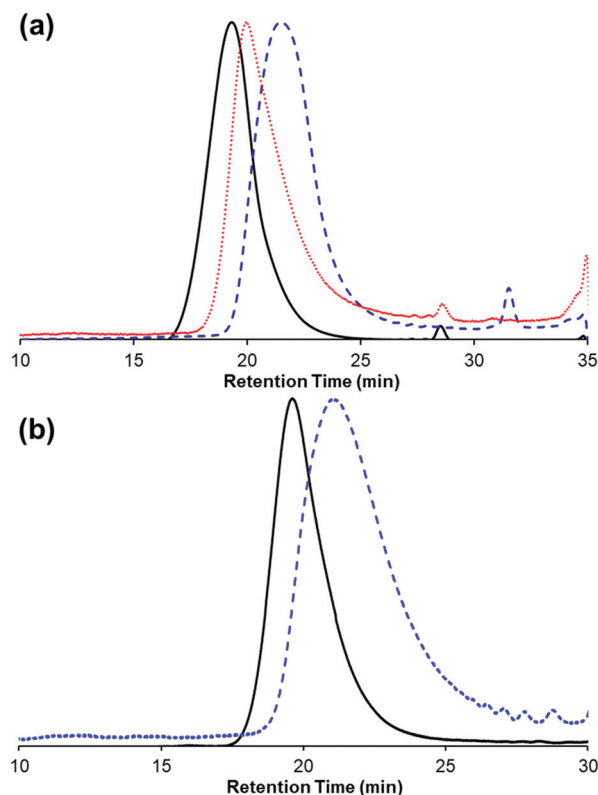 (a)
10 15 20 25 30 35
Retention Time (min)
(b)
10 15 20 25 30
Retention Time (min)